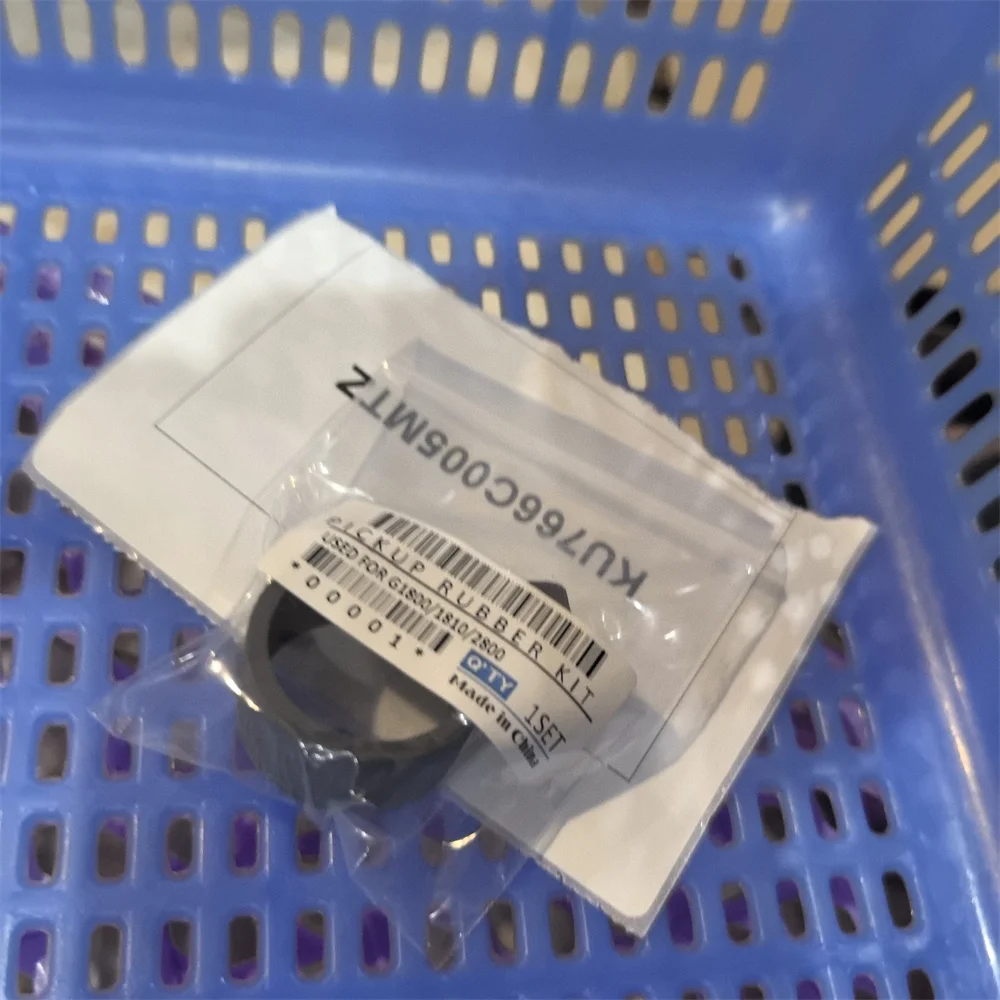 KU766C005MTZ
PICKUP RUBBER KIT
USED FOR G1800/1810/2800
*00001*
Q'TY 1SET
Made in China